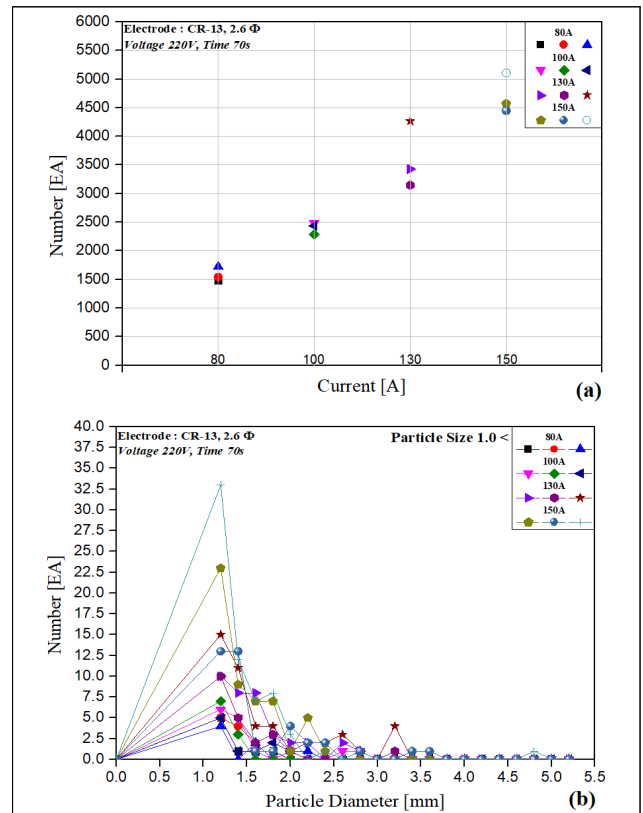 Electrode : CR-13, 2.6 Φ
Voltage 220V, Time 70s
80A
100A
130A
150A
6000
5500
5000
4500
4000
3500
3000
2500
2000
1500
1000
500
0
Number [EA]
80 100 130 150
Current [A]
(a)
Electrode : CR-13, 2.6 Φ
Voltage 220V, Time 70s
Particle Size 1.0 <
80A
100A
130A
150A
40.0
37.5
35.0
32.5
30.0
27.5
25.0
22.5
20.0
17.5
15.0
12.5
10.0
7.5
5.0
2.5
0.0
Number [EA]
0.0 0.5 1.0 1.5 2.0 2.5 3.0 3.5 4.0 4.5 5.0 5.5
Particle Diameter [mm]
(b)